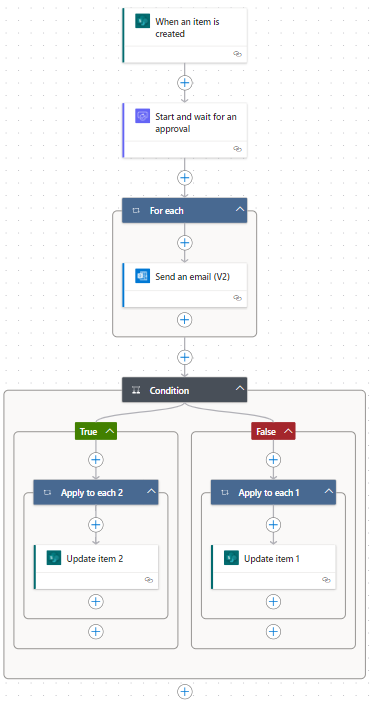 When an item is
created
Start and wait for an
approval
For each
Send an email (V2)
Condition
True
False
Apply to each 2
Apply to each 1
Update item 2
Update item 1